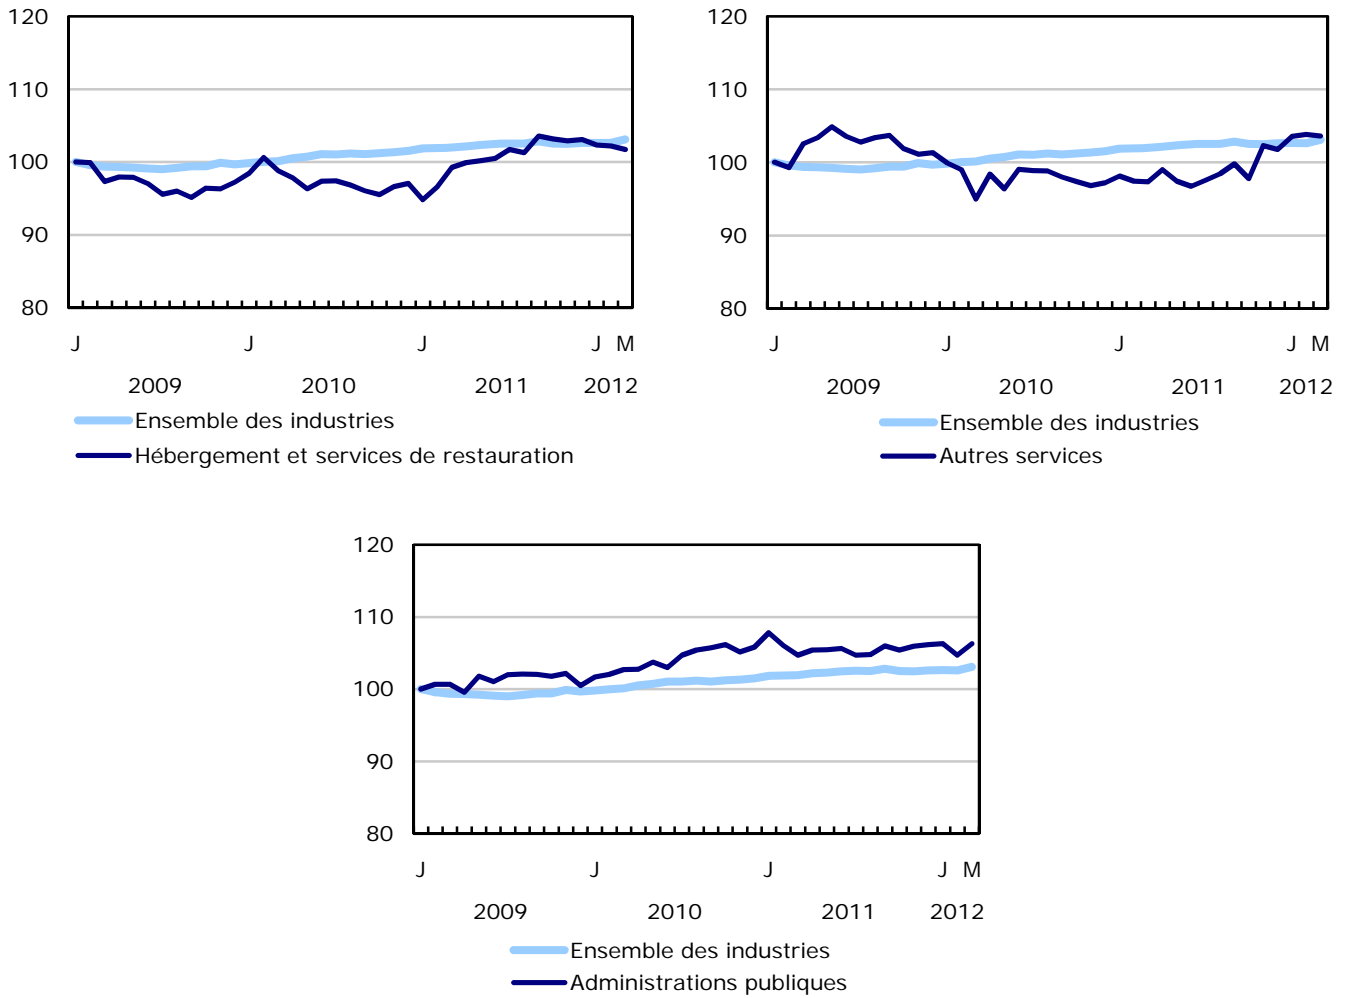 120
110
100
90
80
J J J J M
2009 2010 2011 2012
Ensemble des industries
Hébergement et services de restauration
120
110
100
90
80
J J J J M
2009 2010 2011 2012
Ensemble des industries
Autres services
120
110
100
90
80
J J J J M
2009 2010 2011 2012
Ensemble des industries
Administrations publiques